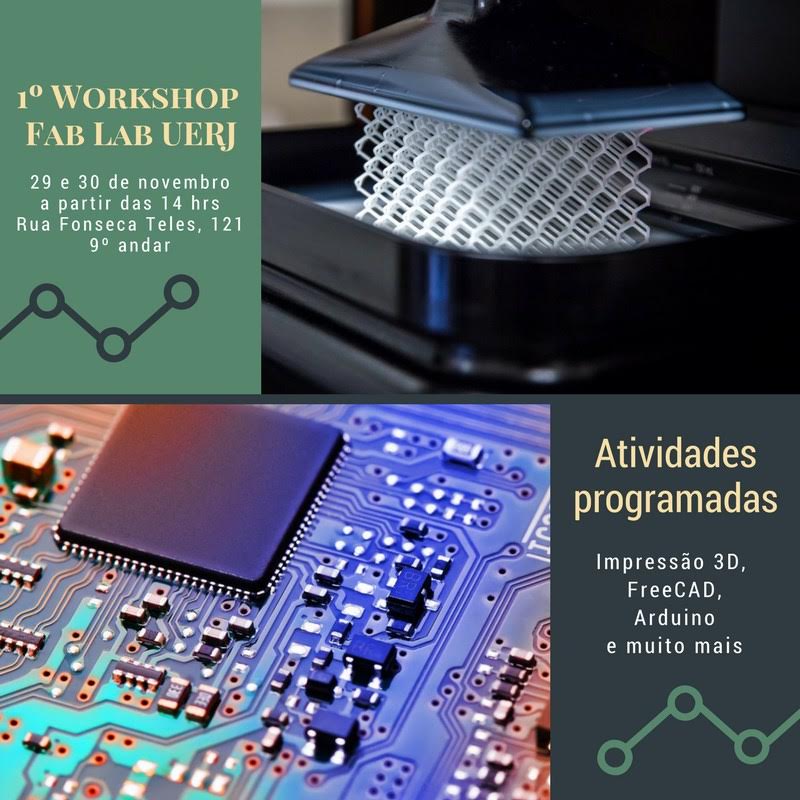 1º Workshop
Fab Lab UERJ
29 e 30 de novembro
a partir das 14 hrs
Rua Fonseca Teles, 121
9º andar
Atividades
programadas
Impressão 3D,
FreeCAD,
Arduino
e muito mais